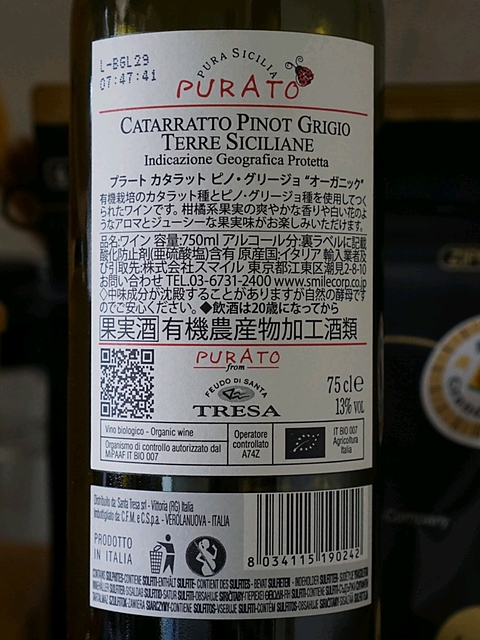 L-BGL29
07:47:41
PURA SICILIA
PURATO
CATARRATTO PINOT GRIGIO
TERRE SICILIANE
Indicazione Geografica Protetta
プラート カタラット ピノ・グリージョ "オーガニック"
有機栽培のカタラット種とピノ・グリージョ種を使用してつく
られたワインです。柑橘系果実の爽やかな香りや白い花のよ
うなアロマとジューシーな果実味がお楽しみいただけます。
品名:ワイン 容量:750ml アルコール分:裏ラベルに記載
酸化防止剤(亜硫酸塩)含有 原産国:イタリア 輸入業者及
び引取先:株式会社スマイル 東京都江東区潮見2-8-10
お問い合わせ TEL.03-6731-2400 www.smilecorp.co.jp
◇中味成分が沈殿することがありますが自然の酵母です
のでご安心ください。◆飲酒は20歳になってから
果実酒 有機農産物加工酒類
PURATO
from
FEUDO DI SANTA
TRESA
75 cl e
13% VOL
Vino biologico - Organic wine
Organismo di controllo autorizzato dal
MiPAAF IT BIO 007
Operatore
controllato
A74Z
IT BIO 007
Agricoltura
Italia
Distribuito da: Santa Tresa srl - Vittoria (RG) Italia
Imbottigliato da: C.F.M. e C.S.p.a. - VEROLANUOVA - ITALIA
PRODOTTO
IN ITALIA
8 034115 190242
Company